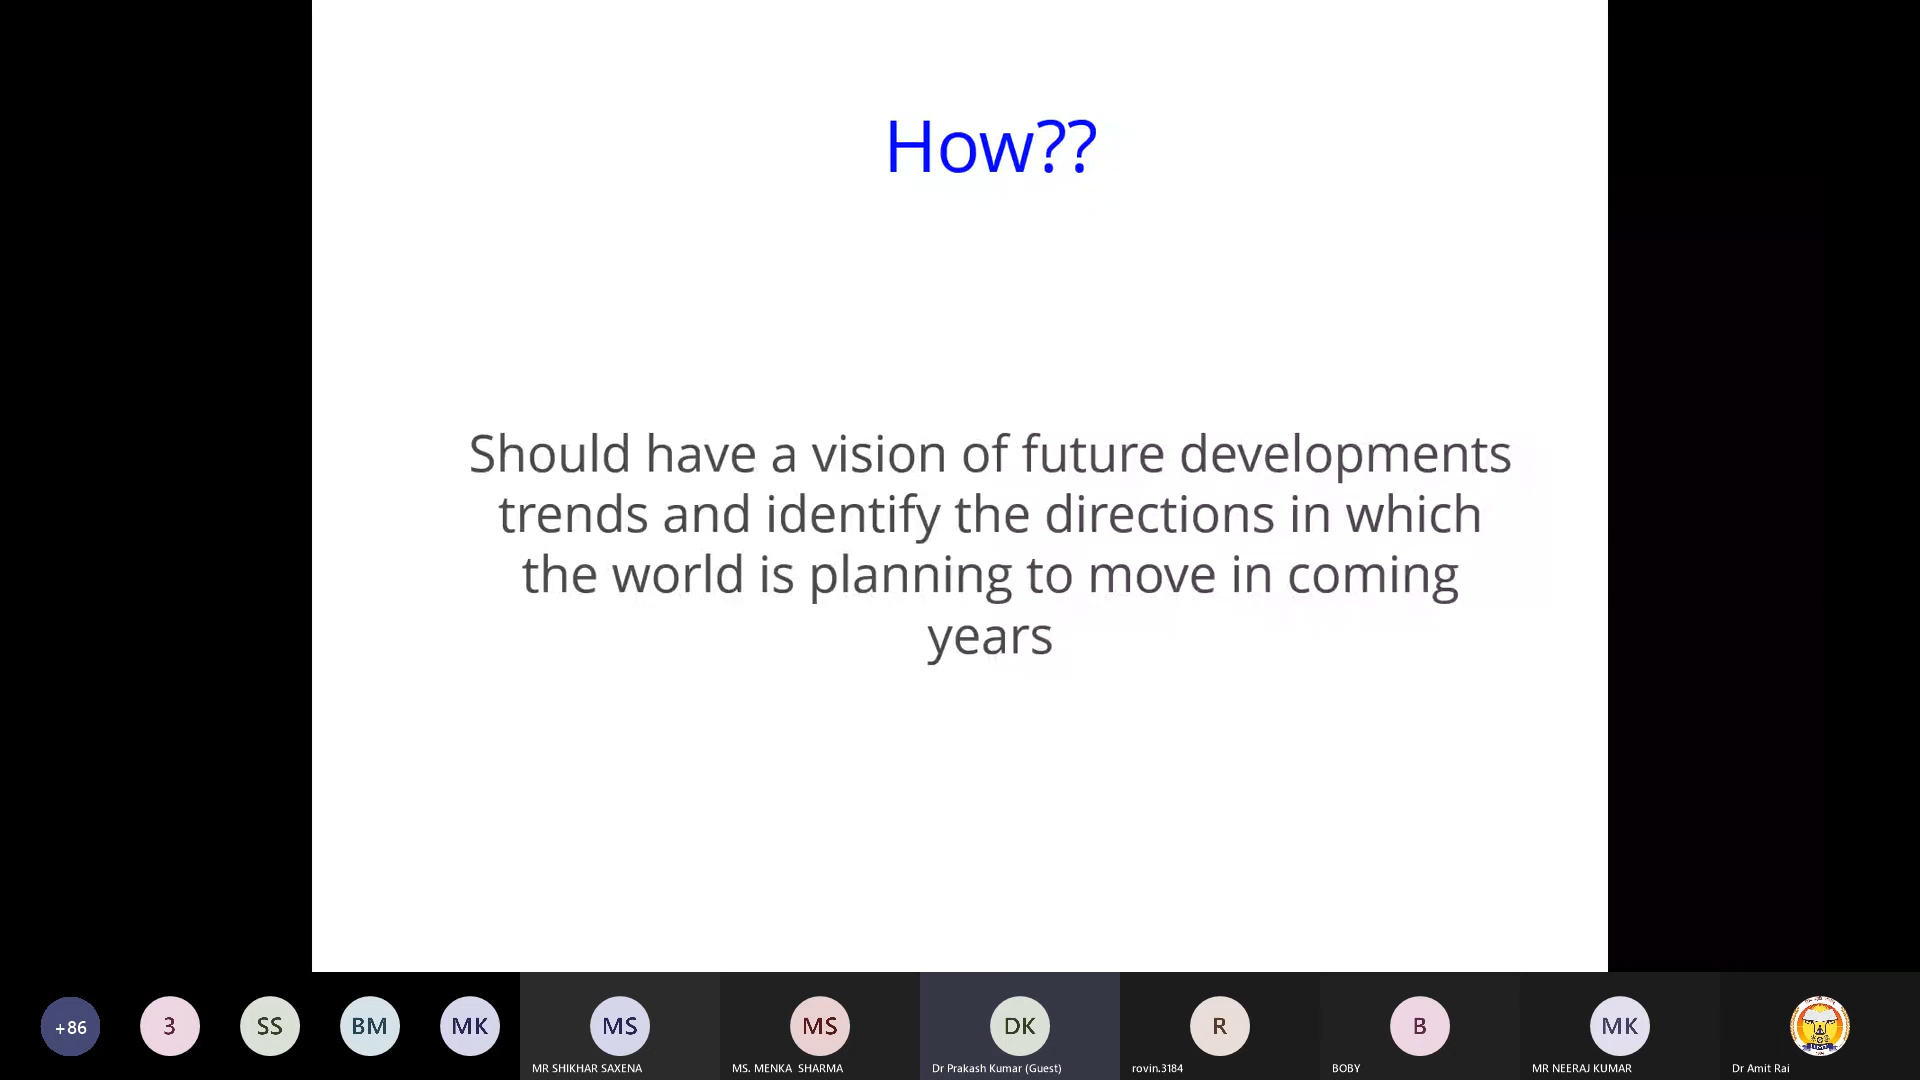 How??
Should have a vision of future developments
trends and identify the directions in which
the world is planning to move in coming
years
+86
3
SS
BM
MK
MS
MS
DK
R
B
MK
MR SHIKHAR SAXENA
MS. MENKA SHARMA
Dr Prakash Kumar (Guest)
rovin.3184
BOBY
MR NEERAJ KUMAR
Dr Amit Rai